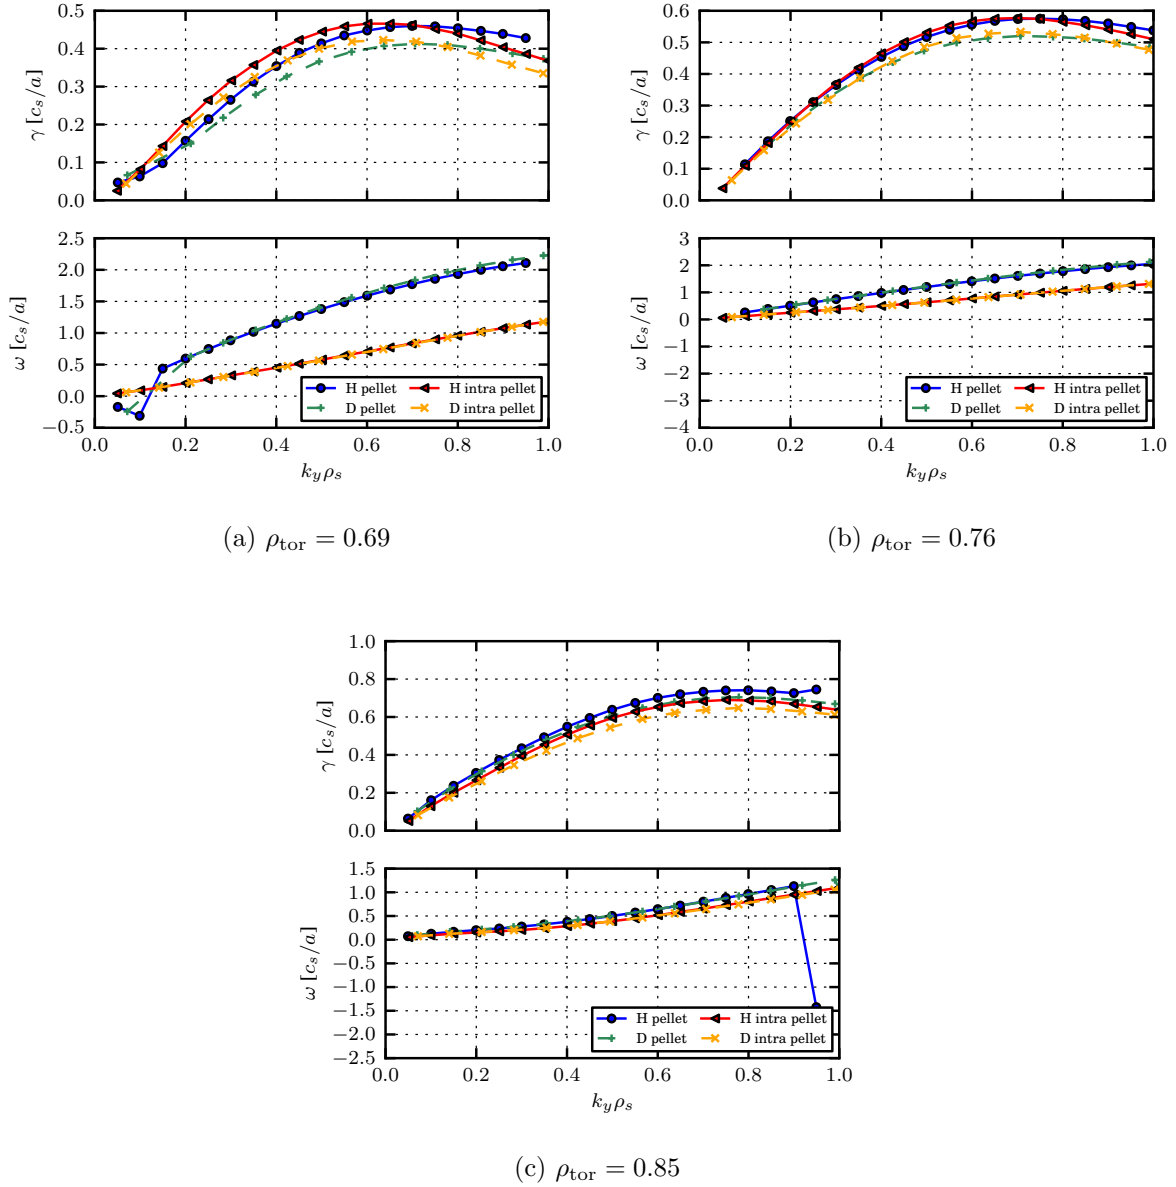 0.5
0.4
0.3
0.2
0.1
0.0
γ [c_s/a]
2.5
2.0
1.5
1.0
0.5
0.0
−0.5
ω [c_s/a]
H pellet
D pellet
H intra pellet
D intra pellet
0.0 0.2 0.4 0.6 0.8 1.0
k_yρ_s
(a) ρ_tor = 0.69
0.6
0.5
0.4
0.3
0.2
0.1
0.0
γ [c_s/a]
3
2
1
0
−1
−2
−3
−4
ω [c_s/a]
H pellet
D pellet
H intra pellet
D intra pellet
0.0 0.2 0.4 0.6 0.8 1.0
k_yρ_s
(b) ρ_tor = 0.76
1.0
0.8
0.6
0.4
0.2
0.0
γ [c_s/a]
1.5
1.0
0.5
0.0
−0.5
−1.0
−1.5
−2.0
−2.5
ω [c_s/a]
H pellet
D pellet
H intra pellet
D intra pellet
0.0 0.2 0.4 0.6 0.8 1.0
k_yρ_s
(c) ρ_tor = 0.85